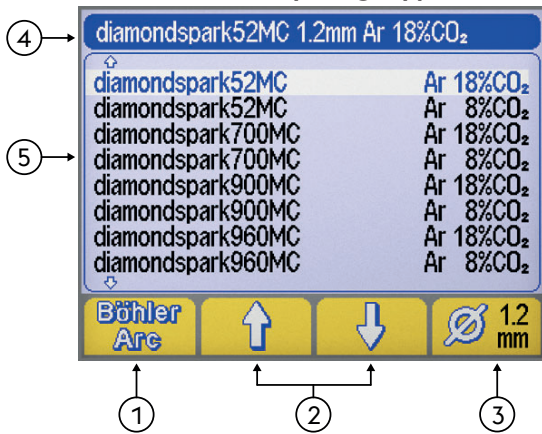 4
diamondspark52MC 1.2mm Ar 18%CO₂
5
diamondspark52MC Ar 18%CO₂
diamondspark52MC Ar 8%CO₂
diamondspark700MC Ar 18%CO₂
diamondspark700MC Ar 8%CO₂
diamondspark900MC Ar 18%CO₂
diamondspark900MC Ar 8%CO₂
diamondspark960MC Ar 18%CO₂
diamondspark960MC Ar 8%CO₂
Böhler
Arc
Ø 1.2
mm
1
2
3